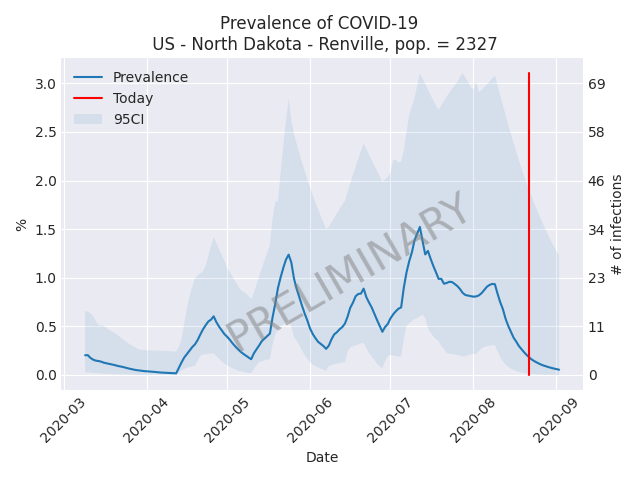 Prevalence of COVID-19
US - North Dakota - Renville, pop. = 2327
Prevalence
Today
95CI
PRELIMINARY
%
3.0
2.5
2.0
1.5
1.0
0.5
0.0
69
58
46
34
23
11
0
# of infections
2020-03
2020-04
2020-05
2020-06
2020-07
2020-08
2020-09
Date